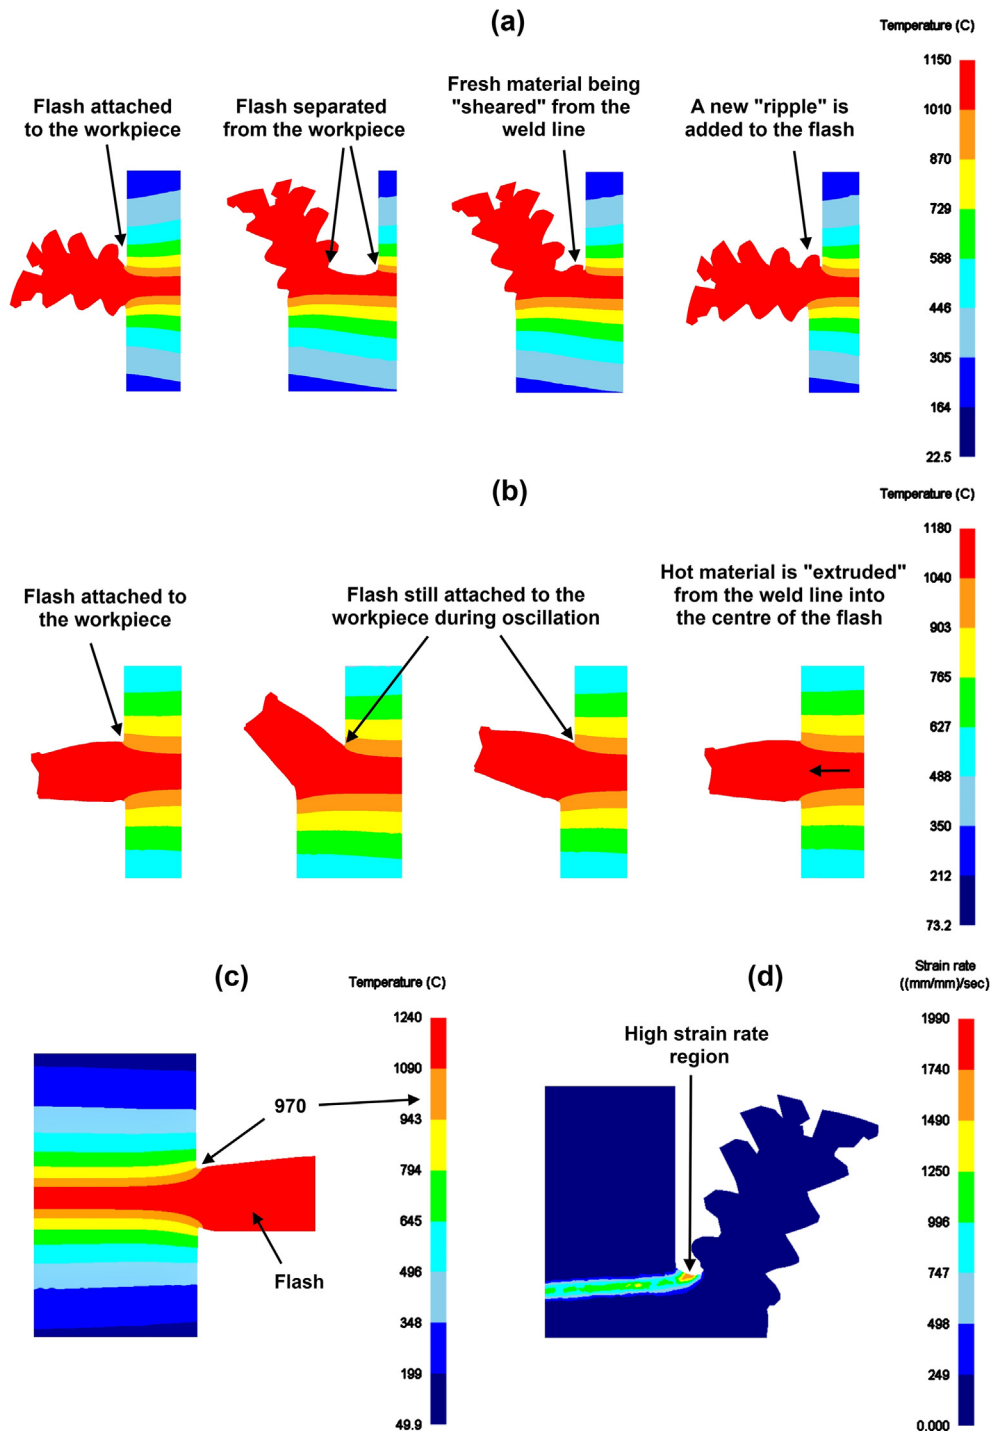 (a)
Temperature (C)
Flash attached
to the workpiece
Flash separated
from the workpiece
Fresh material being
"sheared" from the
weld line
A new "ripple" is
added to the flash
1150
1010
870
729
588
446
305
164
22.5
(b)
Temperature (C)
Flash attached to
the workpiece
Flash still attached to the
workpiece during oscillation
Hot material is "extruded"
from the weld line into
the centre of the flash
1180
1040
903
765
627
488
350
212
73.2
(c)
Temperature (C)
970
Flash
1240
1090
943
794
645
496
348
199
49.9
(d)
Strain rate
((mm/mm)/sec)
High strain rate
region
1990
1740
1490
1250
996
747
498
249
0.000